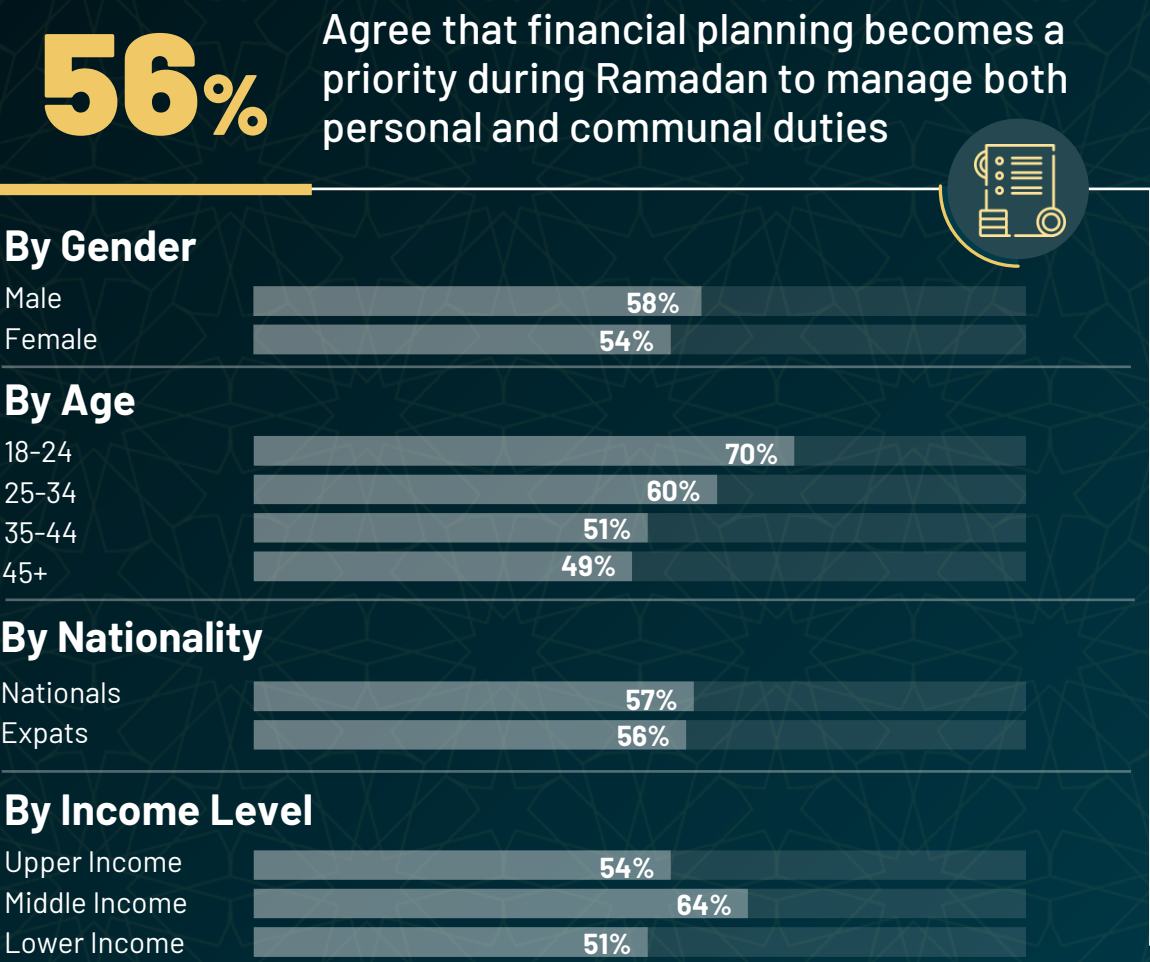 56%
Agree that financial planning becomes a
priority during Ramadan to manage both
personal and communal duties
By Gender
Male 58%
Female 54%
By Age
18-24 70%
25-34 60%
35-44 51%
45+ 49%
By Nationality
Nationals 57%
Expats 56%
By Income Level
Upper Income 54%
Middle Income 64%
Lower Income 51%